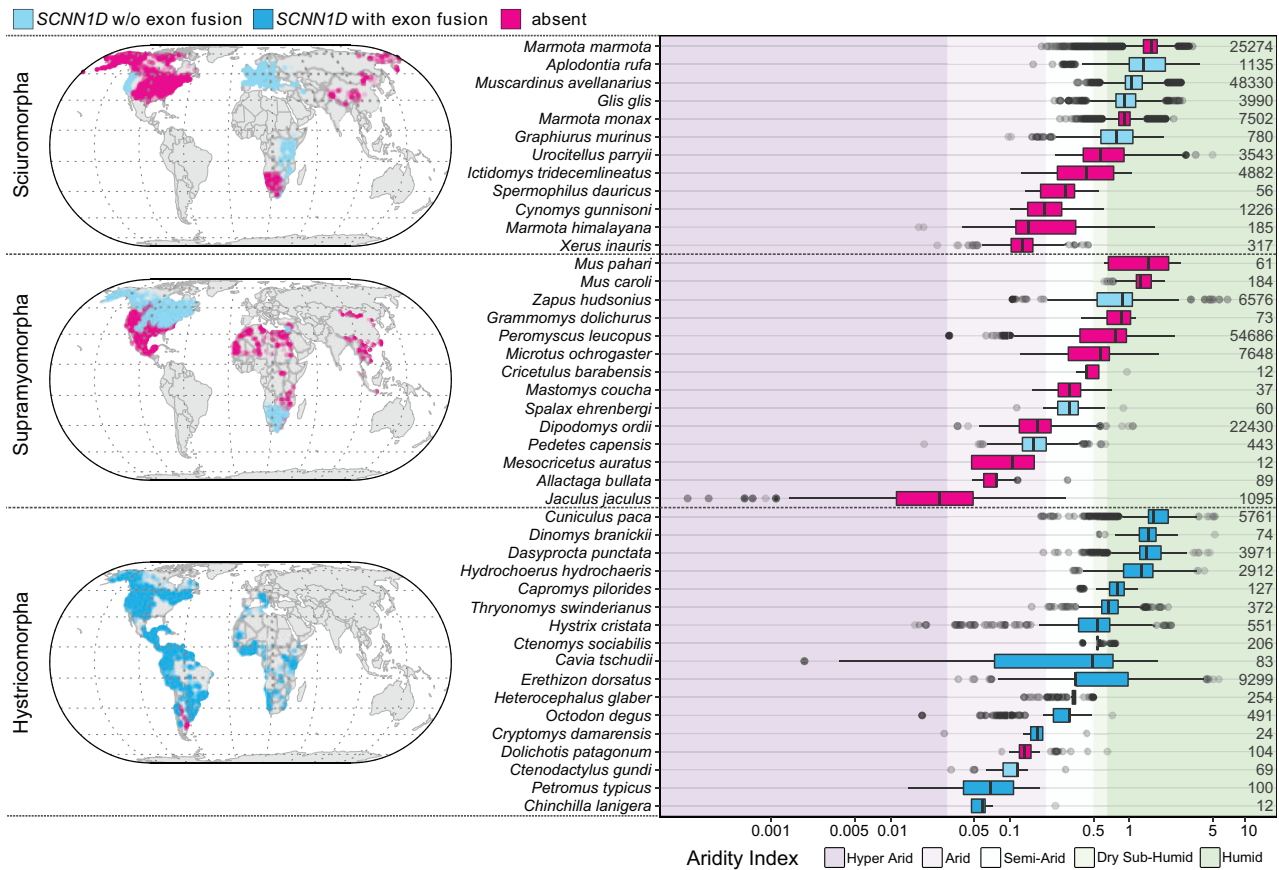 SCNN1D w/o exon fusion SCNN1D with exon fusion absent
Sciuromorpha
Marmota marmota 25274
Aplodontia rufa 1135
Muscardinus avellanarius 48330
Glis glis 3990
Marmota monax 7502
Graphiurus murinus 780
Urocitellus parryii 3543
Ictidomys tridecemlineatus 4882
Spermophilus dauricus 56
Cynomys gunnisoni 1226
Marmota himalayana 185
Xerus inauris 317
Supramyomorpha
Mus pahari 61
Mus caroli 184
Zapus hudsonius 6576
Grammomys dolichurus 73
Peromyscus leucopus 54686
Microtus ochrogaster 7648
Cricetulus barabensis 12
Mastomys coucha 37
Spalax ehrenbergi 60
Dipodomys ordii 22430
Pedetes capensis 443
Mesocricetus auratus 12
Allactaga bullata 89
Jaculus jaculus 1095
Hystricomorpha
Cuniculus paca 5761
Dinomys branickii 74
Dasyprocta punctata 3971
Hydrochoerus hydrochaeris 2912
Capromys pilorides 127
Thryonomys swinderianus 372
Hystrix cristata 551
Ctenomys sociabilis 206
Cavia tschudii 83
Erethizon dorsatus 9299
Heterocephalus glaber 254
Octodon degus 491
Cryptomys damarensis 24
Dolichotis patagonum 104
Ctenodactylus gundi 69
Petromus typicus 100
Chinchilla lanigera 12
0.001 0.005 0.01 0.05 0.1 0.5 1 5 10
Aridity Index Hyper Arid Arid Semi-Arid Dry Sub-Humid Humid